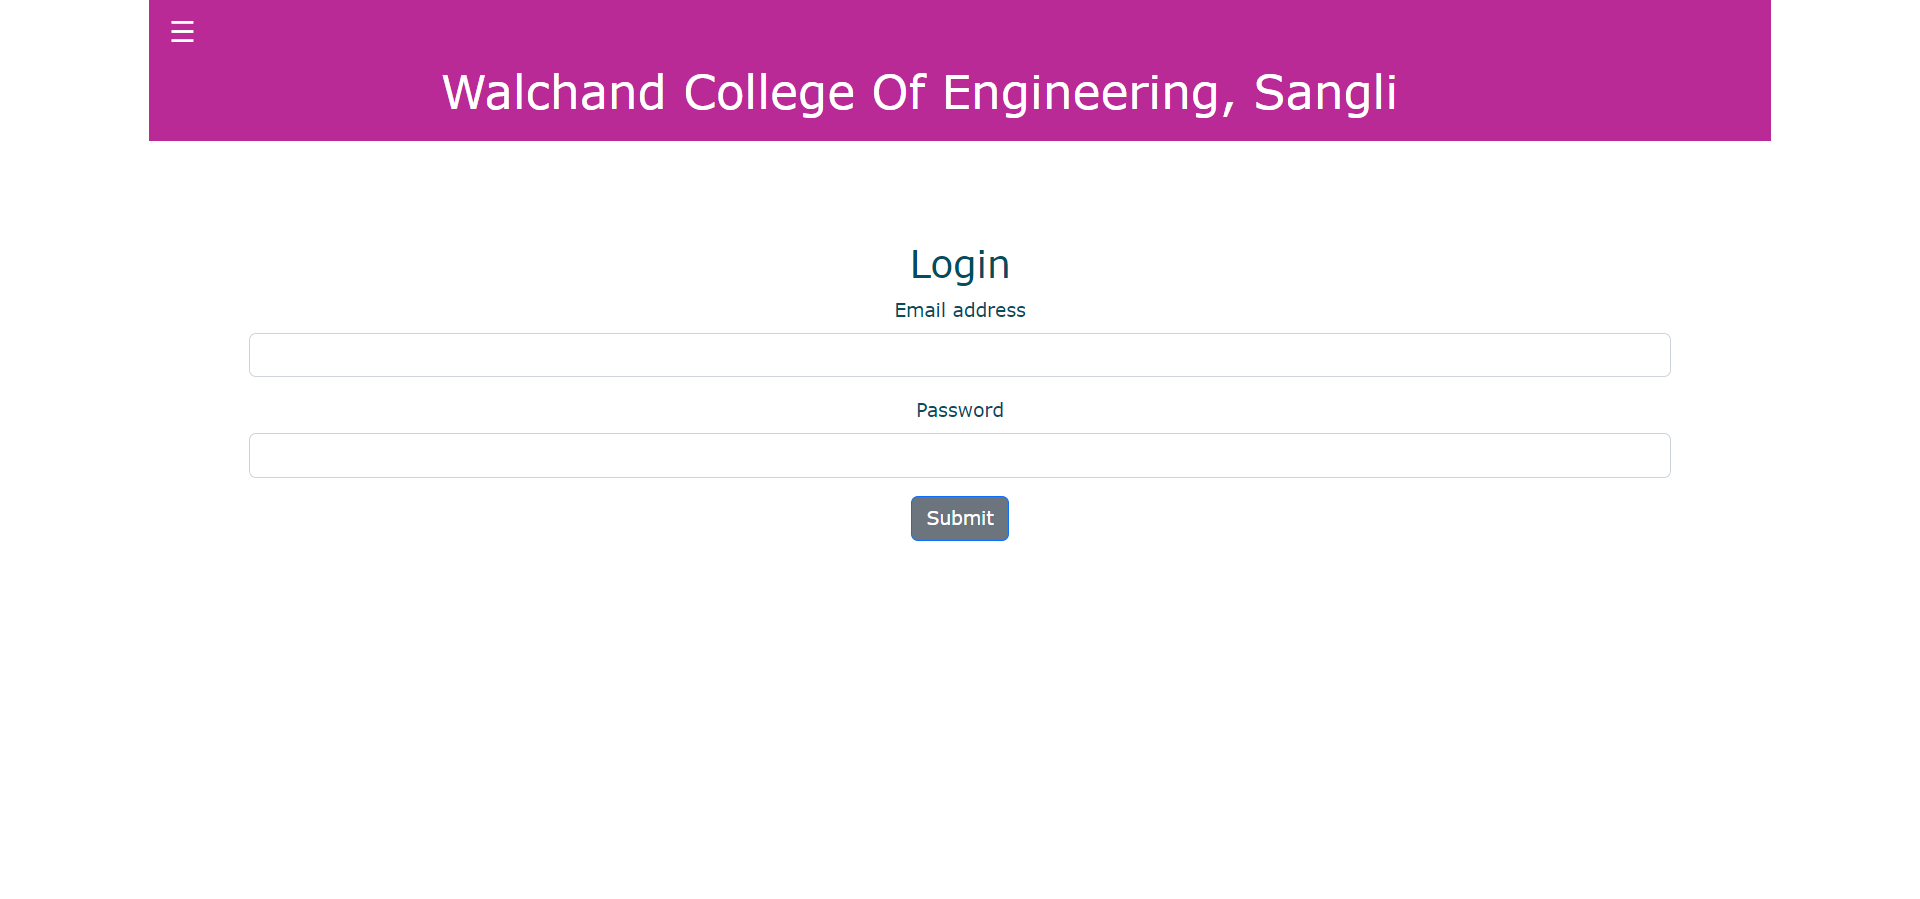 ☰
Walchand College Of Engineering, Sangli
Login
Email address
Password
Submit